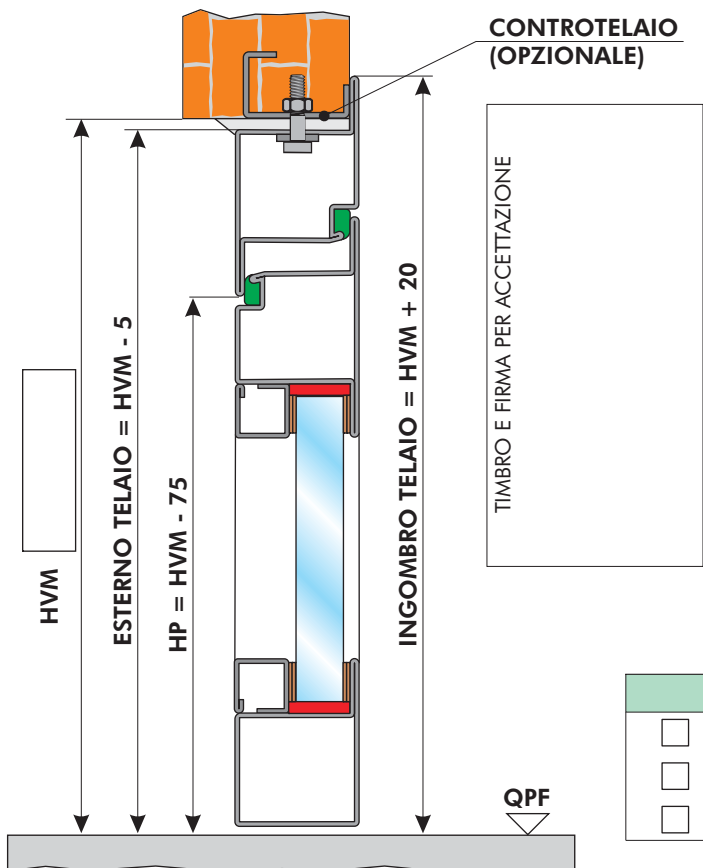 CONTROTELAIO
(OPZIONALE)
TIMBRO E FIRMA PER ACCETTAZIONE
INGOMBRO TELAIO = HVM + 20
ESTERNO TELAIO = HVM - 5
HP = HVM - 75
HVM
QPF